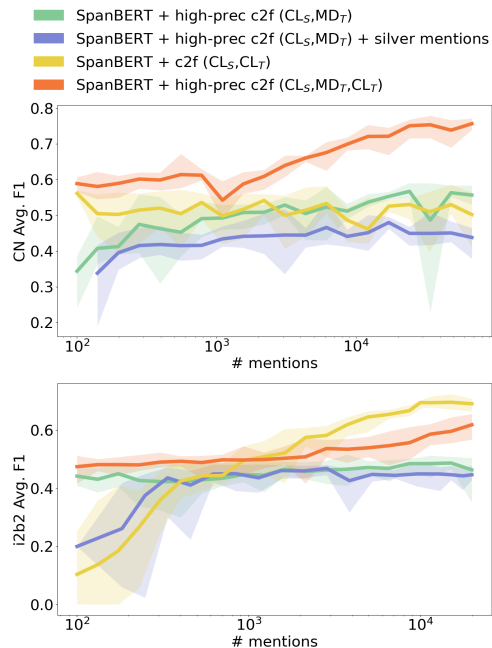 SpanBERT + high-prec c2f (CL_S,MD_T)
SpanBERT + high-prec c2f (CL_S,MD_T) + silver mentions
SpanBERT + c2f (CL_S,CL_T)
SpanBERT + high-prec c2f (CL_S,MD_T,CL_T)
0.8
0.7
0.6
0.5
0.4
0.3
0.2
CN Avg. F1
10^2
10^3
10^4
# mentions
0.6
0.4
0.2
0.0
i2b2 Avg. F1
10^2
10^3
10^4
# mentions